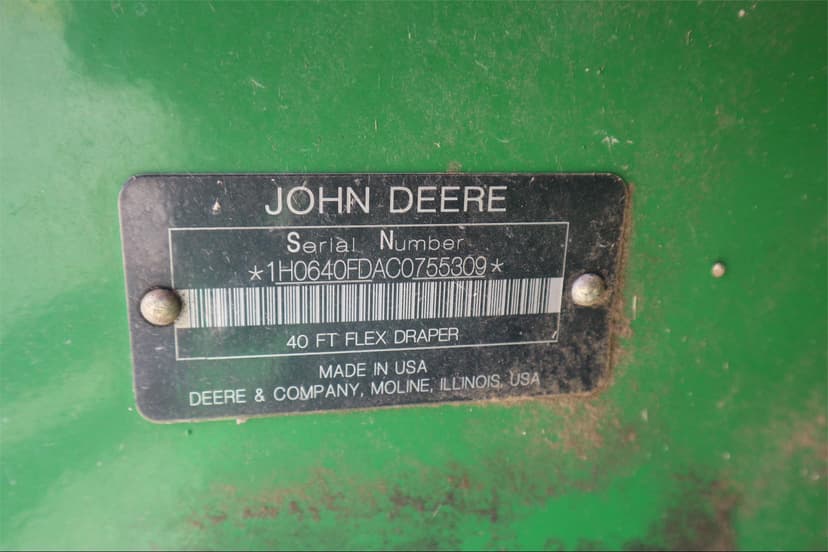 JOHN DEERE
Serial Number
*1H0640FDAC0755309*
40 FT FLEX DRAPER
MADE IN USA
DEERE & COMPANY, MOLINE, ILLINOIS, USA